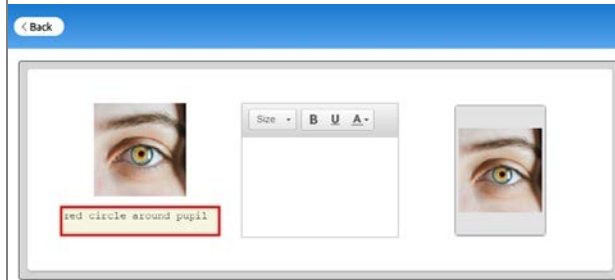 < Back
Size
B U A
red circle around pupil